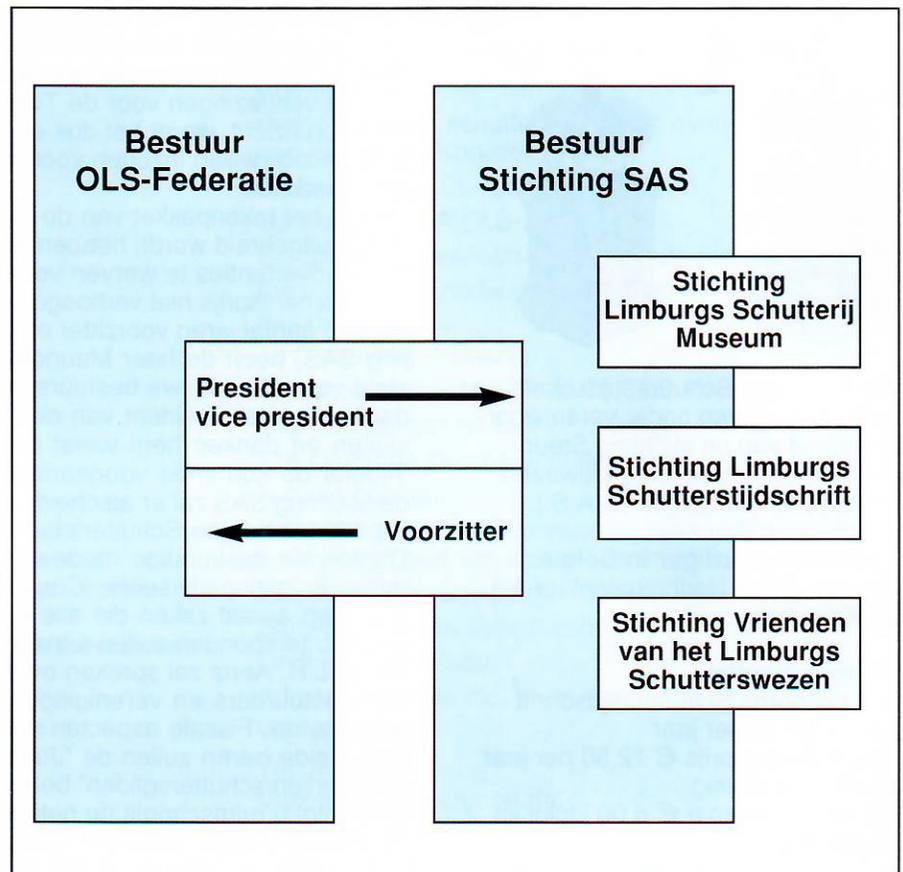 Bestuur
OLS-Federatie
Bestuur
Stichting SAS
Stichting
Limburgs Schutterij
Museum
President
vice president
Stichting Limburgs
Schutterstijdschrift
Voorzitter
Stichting Vrienden
van het Limburgs
Schutterswezen